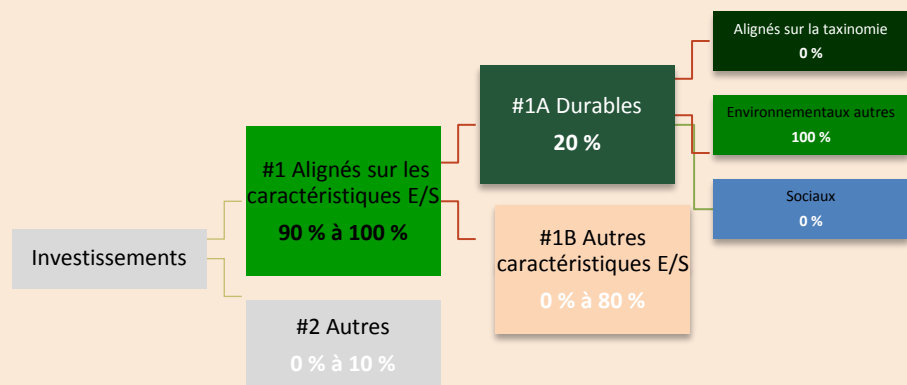 Investissements
#1 Alignés sur les
caractéristiques E/S
90 % à 100 %
#2 Autres
0 % à 10 %
#1A Durables
20 %
#1B Autres
caractéristiques E/S
0 % à 80 %
Alignés sur la taxinomie
0 %
Environnementaux autres
100 %
Sociaux
0 %